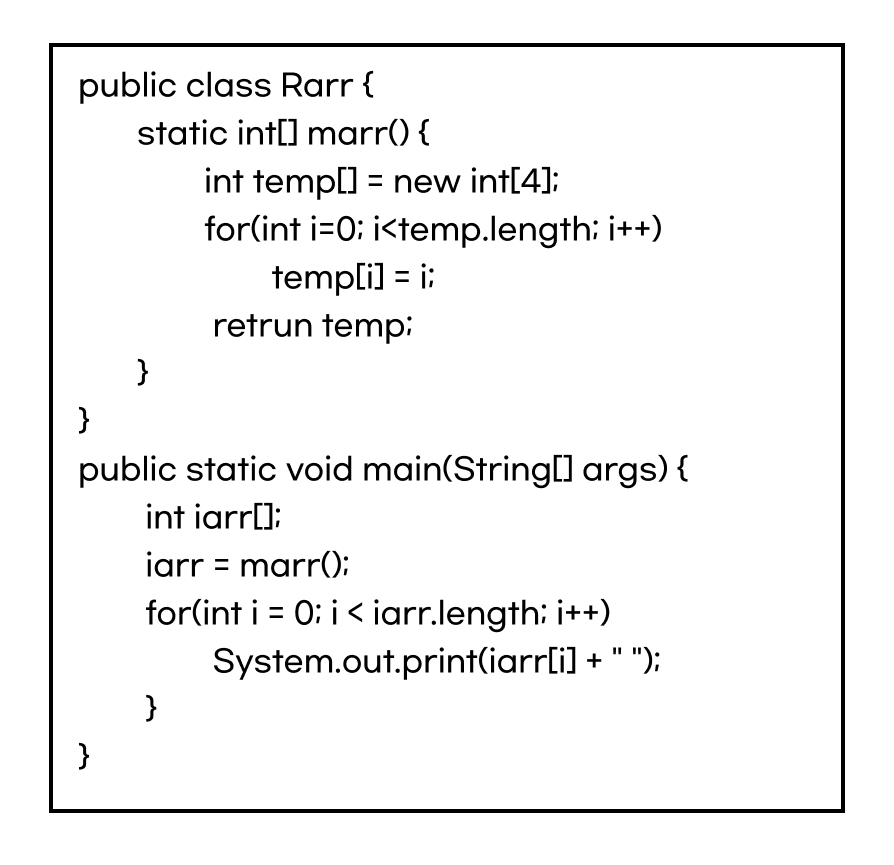 public class Rarr {
static int[] marr() {
int temp[] = new int[4];
for(int i=0; i<temp.length; i++)
temp[i] = i;
retrun temp;
}
}
public static void main(String[] args) {
int iarr[];
iarr = marr();
for(int i = 0; i < iarr.length; i++)
System.out.print(iarr[i] + " ");
}
}